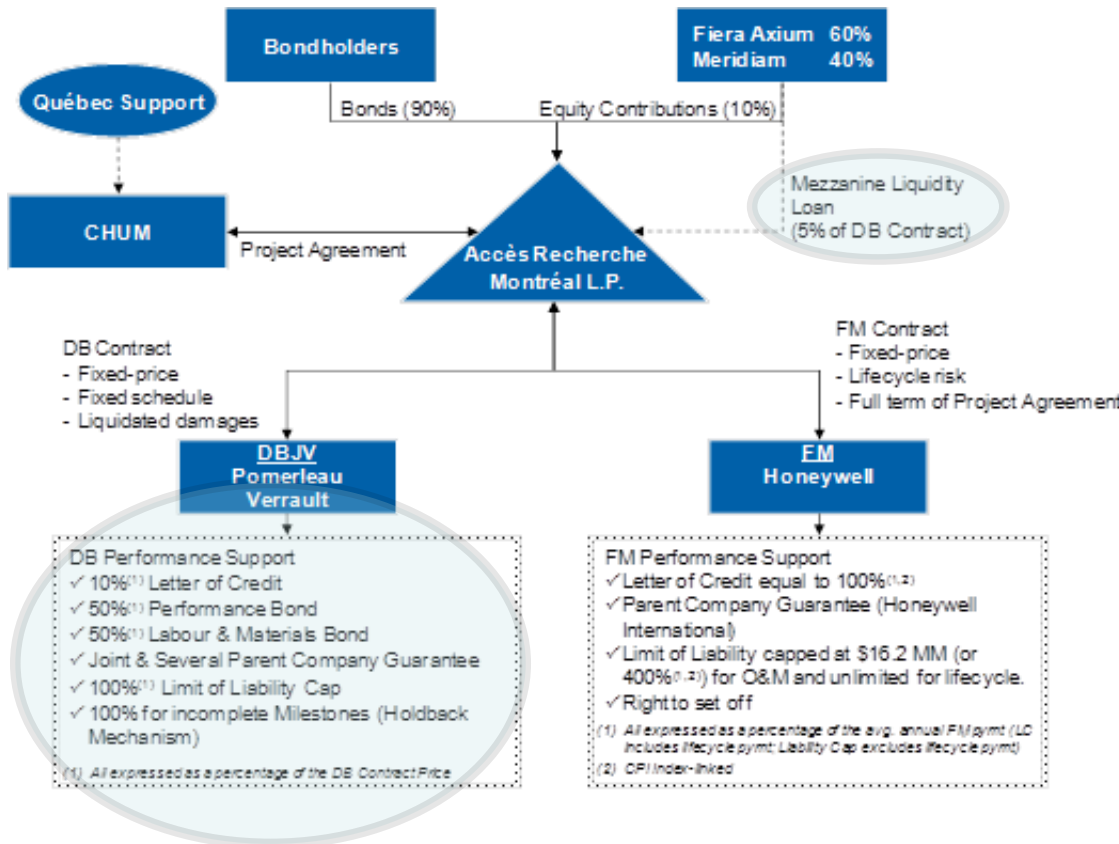 Bondholders
Fiera Axium 60%
Meridiam 40%
Québec Support
Bonds (90%)
Equity Contributions (10%)
Mezzanine Liquidity
Loan
(5% of DB Contract)
CHUM
Project Agreement
Accès Recherche
Montréal L.P.
DB Contract
- Fixed-price
- Fixed schedule
- Liquidated damages
FM Contract
- Fixed-price
- Lifecycle risk
- Full term of Project Agreement
DBJV
Pomerleau
Verrault
FM
Honeywell
DB Performance Support
✓ 10%(1) Letter of Credit
✓ 50%(1) Performance Bond
✓ 50%(1) Labour & Materials Bond
✓ Joint & Several Parent Company Guarantee
✓ 100%(1) Limit of Liability Cap
✓ 100% for incomplete Milestones (Holdback
Mechanism)
(1) All expressed as a percentage of the DB Contract Price
FM Performance Support
✓ Letter of Credit equal to 100%(1,2)
✓ Parent Company Guarantee (Honeywell
International)
✓ Limit of Liability capped at $16.2 MM (or
400%(1,2)) for O&M and unlimited for lifecycle.
✓ Right to set off
(1) All expressed as a percentage of the avg. annual FM pymt (LC
includes lifecycle pymt; Liability Cap excludes lifecycle pymt)
(2) CPI index-linked